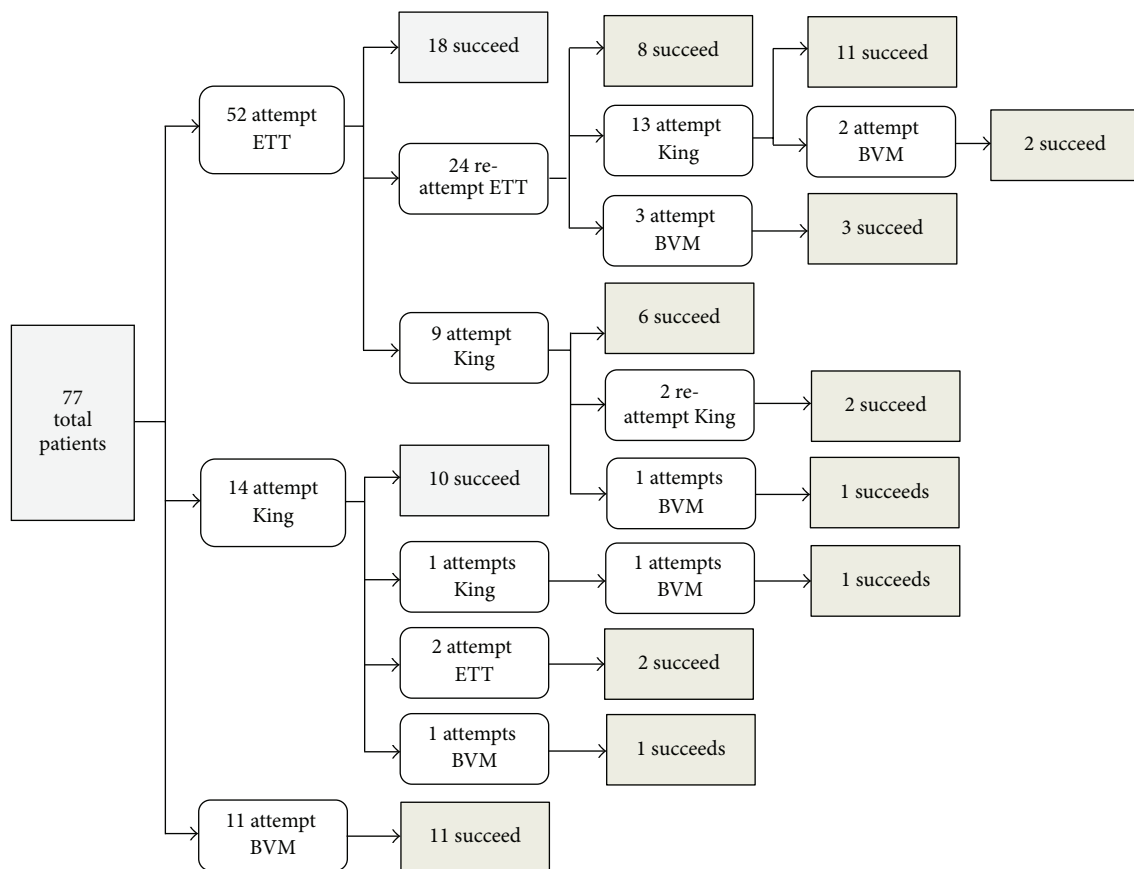 77
total
patients
52 attempt
ETT
18 succeed
24 re-
attempt ETT
8 succeed
13 attempt
King
11 succeed
2 attempt
BVM
2 succeed
3 attempt
BVM
3 succeed
9 attempt
King
6 succeed
2 re-
attempt King
2 succeed
1 attempts
BVM
1 succeeds
14 attempt
King
10 succeed
1 attempts
King
1 attempts
BVM
1 succeeds
2 attempt
ETT
2 succeed
1 attempts
BVM
1 succeeds
11 attempt
BVM
11 succeed